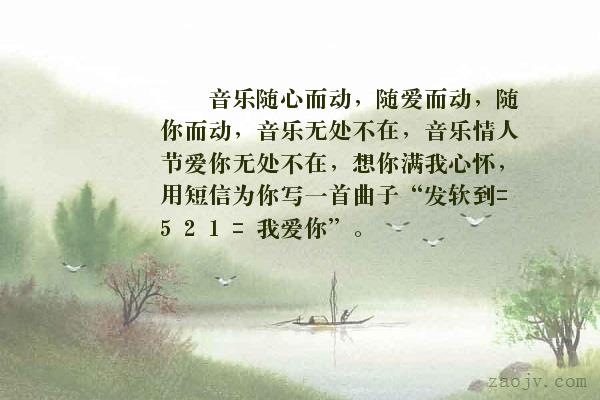 音乐随心而动，随爱而动，随
你而动，音乐无处不在，音乐情人
节爱你无处不在，想你满我心怀，
用短信为你写一首曲子“发软到=
5 2 1 = 我爱你”。
zaojv.com